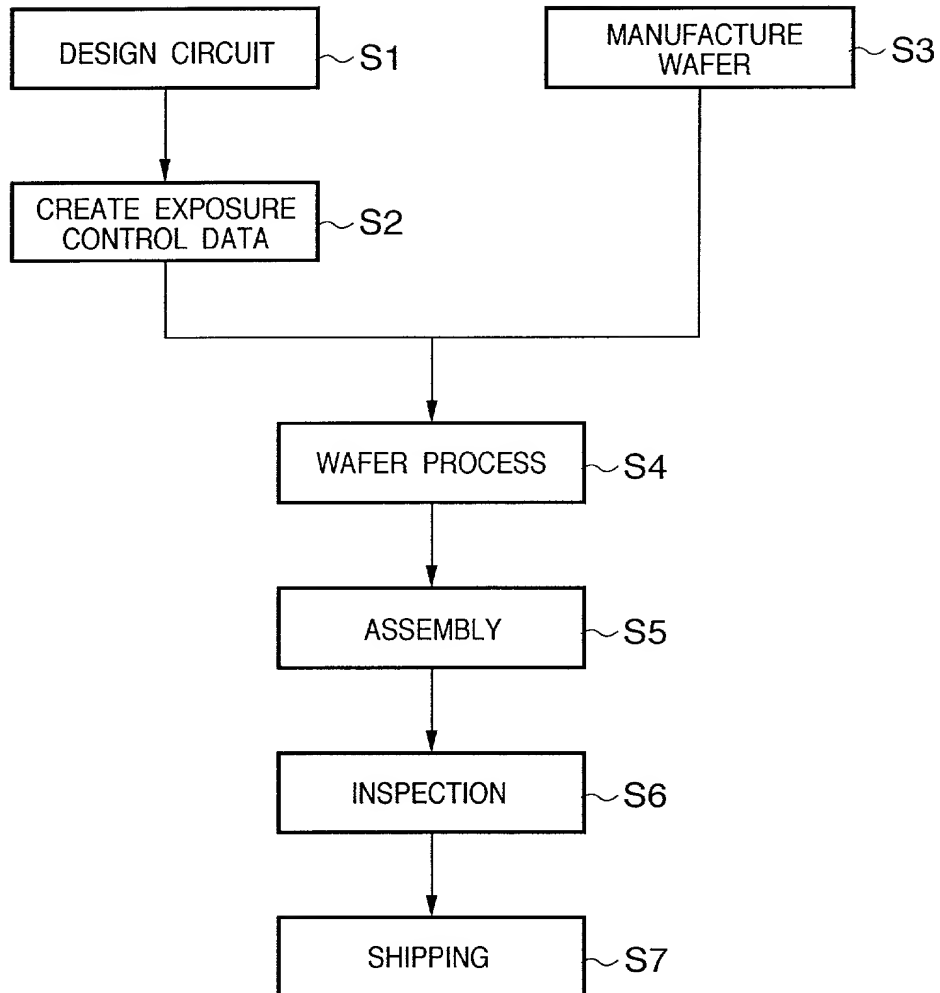 DESIGN CIRCUIT
S1
MANUFACTURE
WAFER
S3
CREATE EXPOSURE
CONTROL DATA
S2
WAFER PROCESS
S4
ASSEMBLY
S5
INSPECTION
S6
SHIPPING
S7